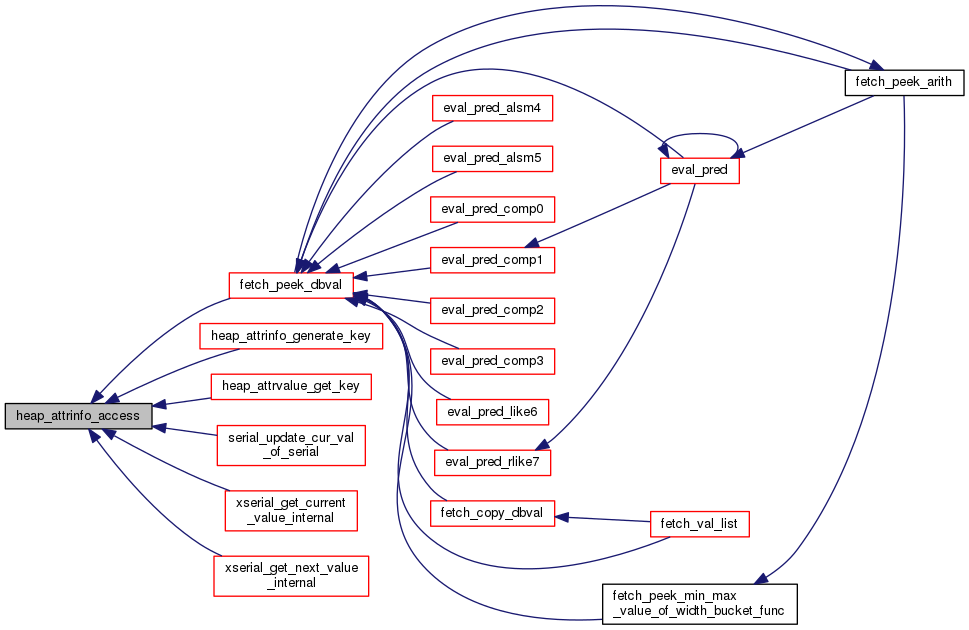 fetch_peek_arith
eval_pred_alsm4
eval_pred_alsm5
eval_pred
eval_pred_comp0
eval_pred_comp1
fetch_peek_dbval
eval_pred_comp2
heap_attrinfo_generate_key
eval_pred_comp3
heap_attrvalue_get_key
heap_attrinfo_access
eval_pred_like6
serial_update_cur_val
_of_serial
eval_pred_rlike7
xserial_get_current
_value_internal
fetch_copy_dbval
fetch_val_list
xserial_get_next_value
_internal
fetch_peek_min_max
_value_of_width_bucket_func